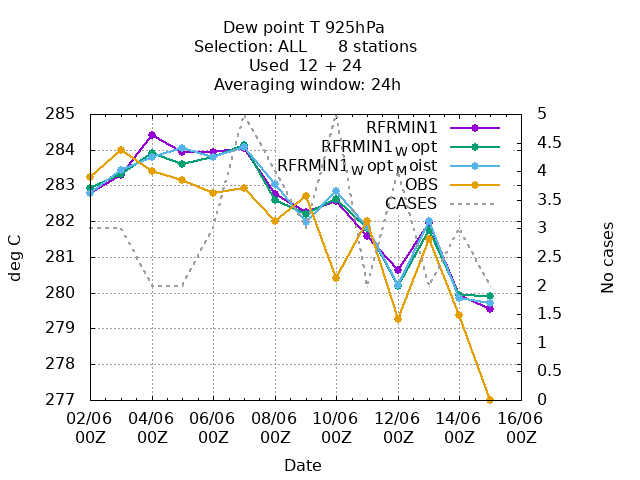 Dew point T 925hPa
Selection: ALL 8 stations
Used 12 + 24
Averaging window: 24h
RFRMIN1
RFRMIN1_W opt
RFRMIN1_W opt_M oist
OBS
CASES
285
284
283
282
281
280
279
278
277
5
4.5
4
3.5
3
2.5
2
1.5
1
0.5
0
deg C
No cases
02/06 04/06 06/06 08/06 10/06 12/06 14/06 16/06
00Z 00Z 00Z 00Z 00Z 00Z 00Z 00Z
Date